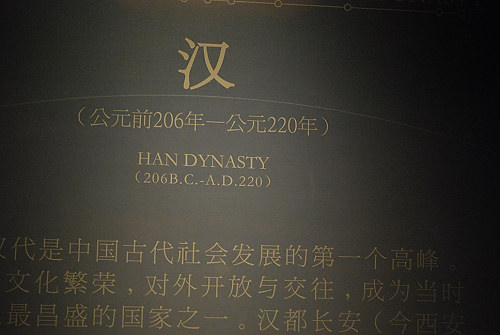 汉
（公元前206年—公元220年）
HAN DYNASTY
（206B.C.-A.D.220）
汉代是中国古代社会发展的第一个高峰。
文化繁荣，对外开放与交往，成为当时
最昌盛的国家之一。汉都长安（今西安